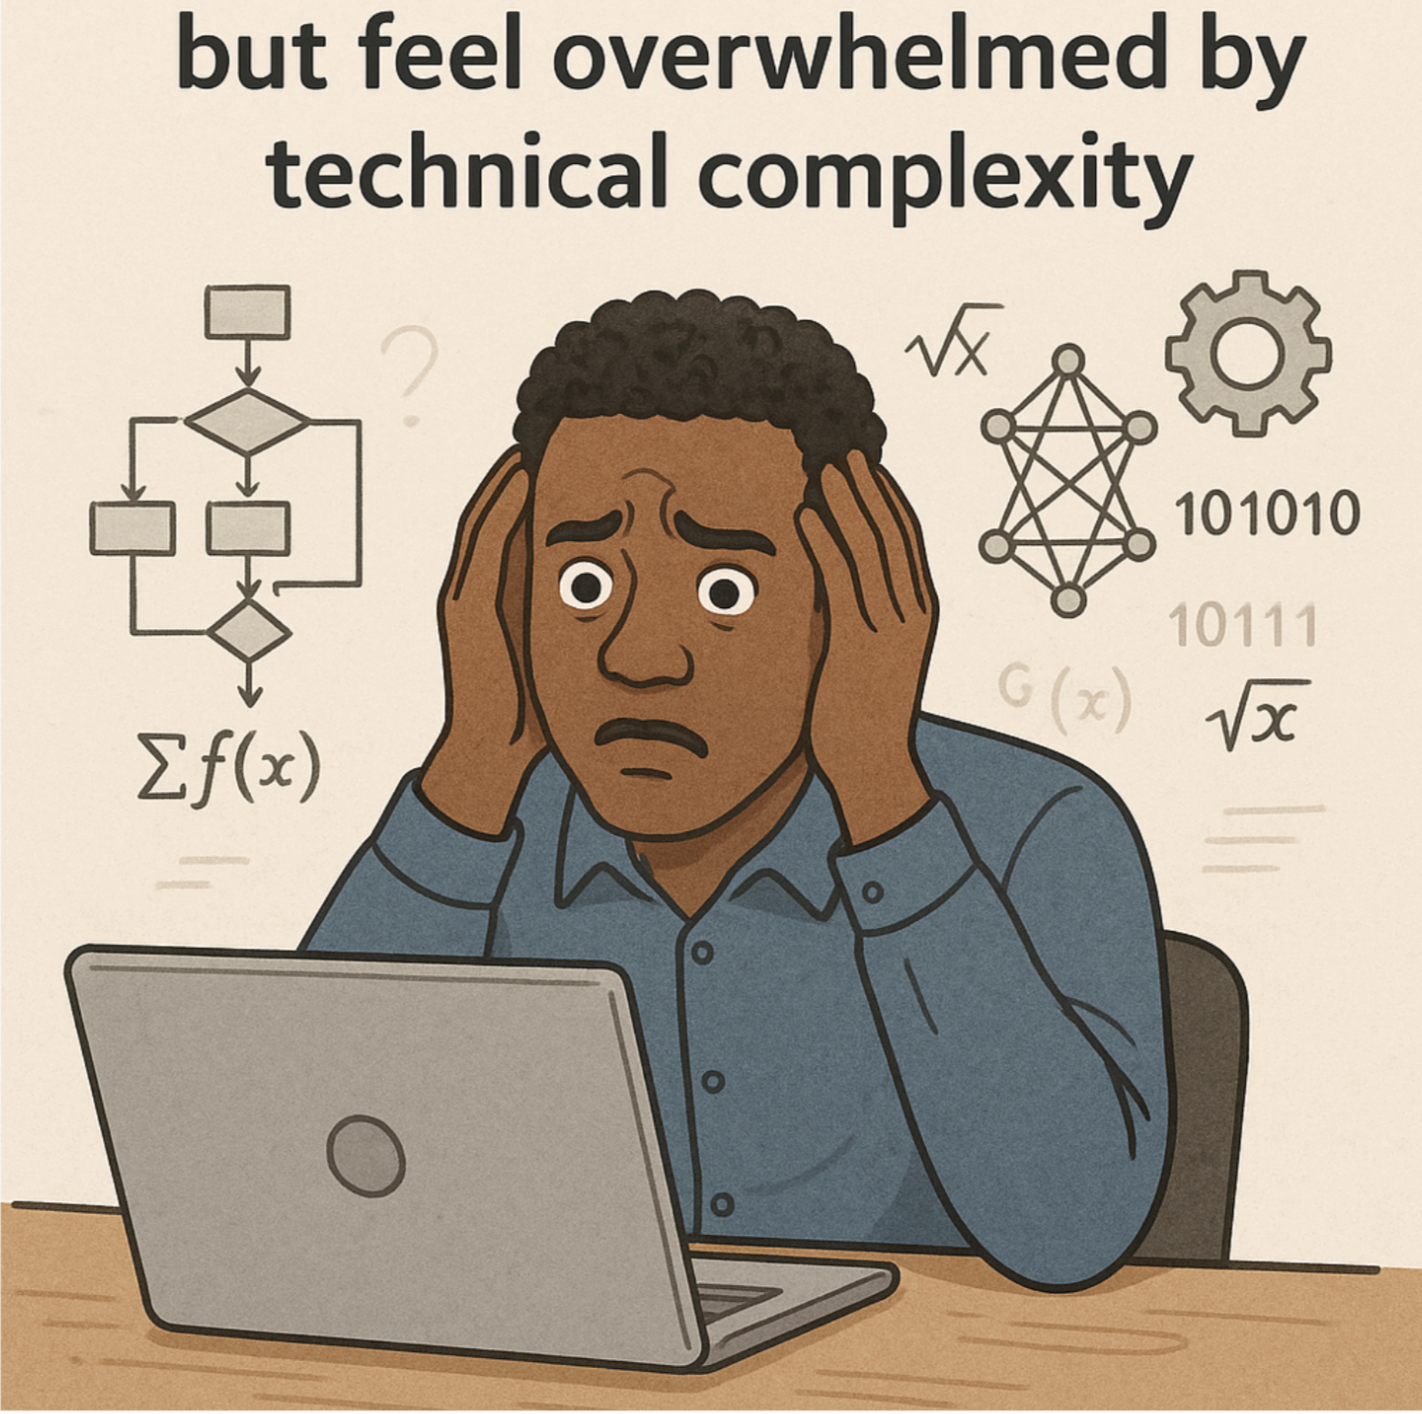 but feel overwhelmed by
technical complexity
?
√x
101010
10111
G(x)
√x
Σf(x)